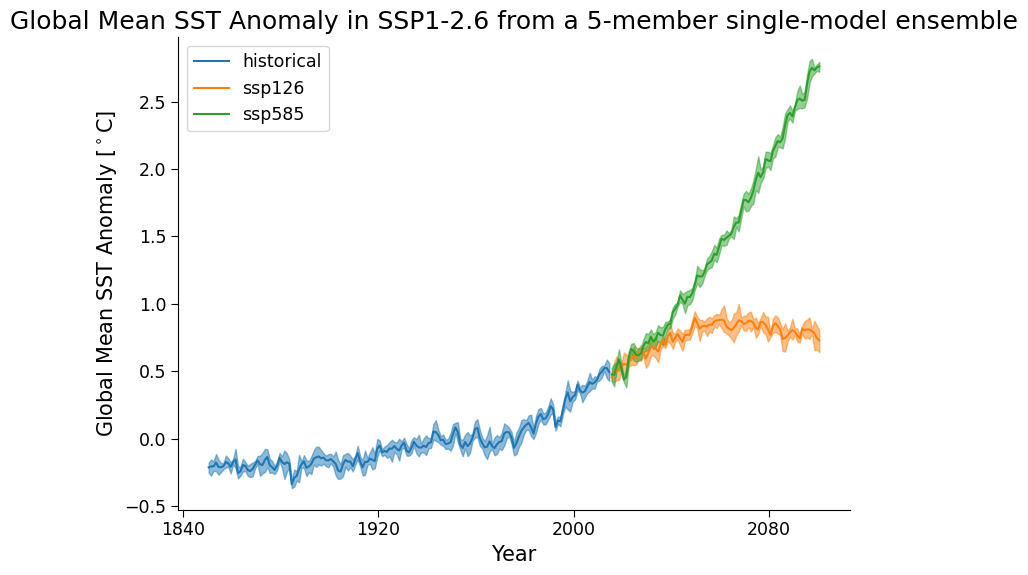 Global Mean SST Anomaly in SSP1-2.6 from a 5-member single-model ensemble
historical
ssp126
ssp585
Global Mean SST Anomaly [°C]
2.5
2.0
1.5
1.0
0.5
0.0
−0.5
1840
1920
2000
2080
Year